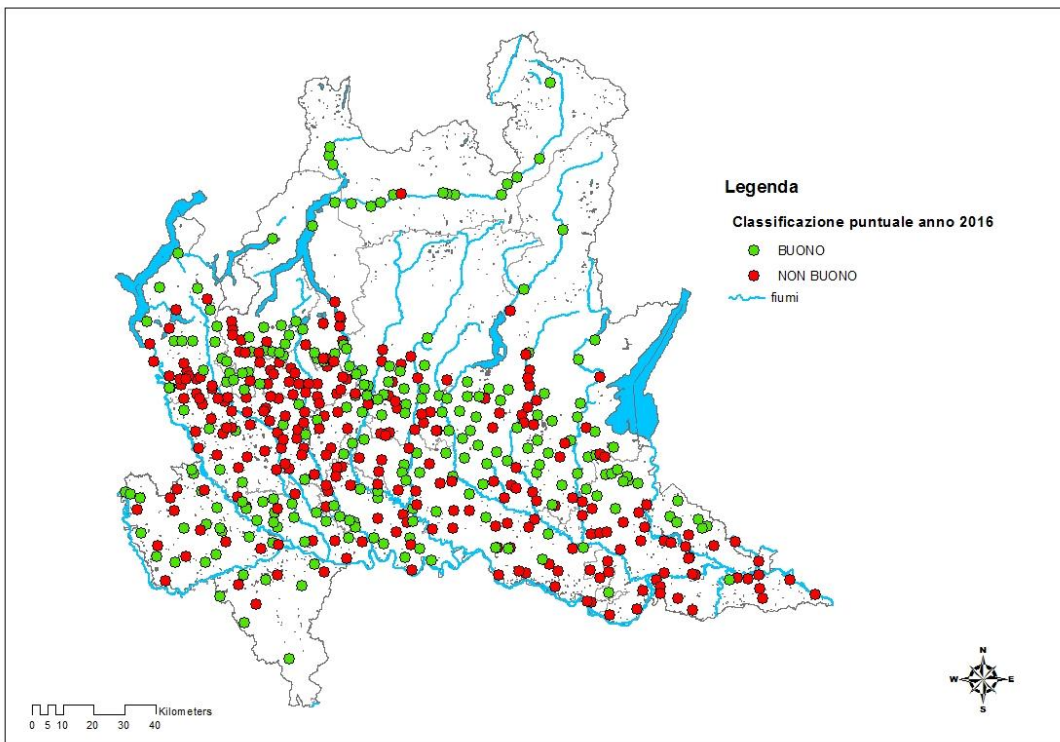 Legenda
Classificazione puntuale anno 2016
BUONO
NON BUONO
fiumi
N
W E
S
Kilometers
0 5 10 20 30 40